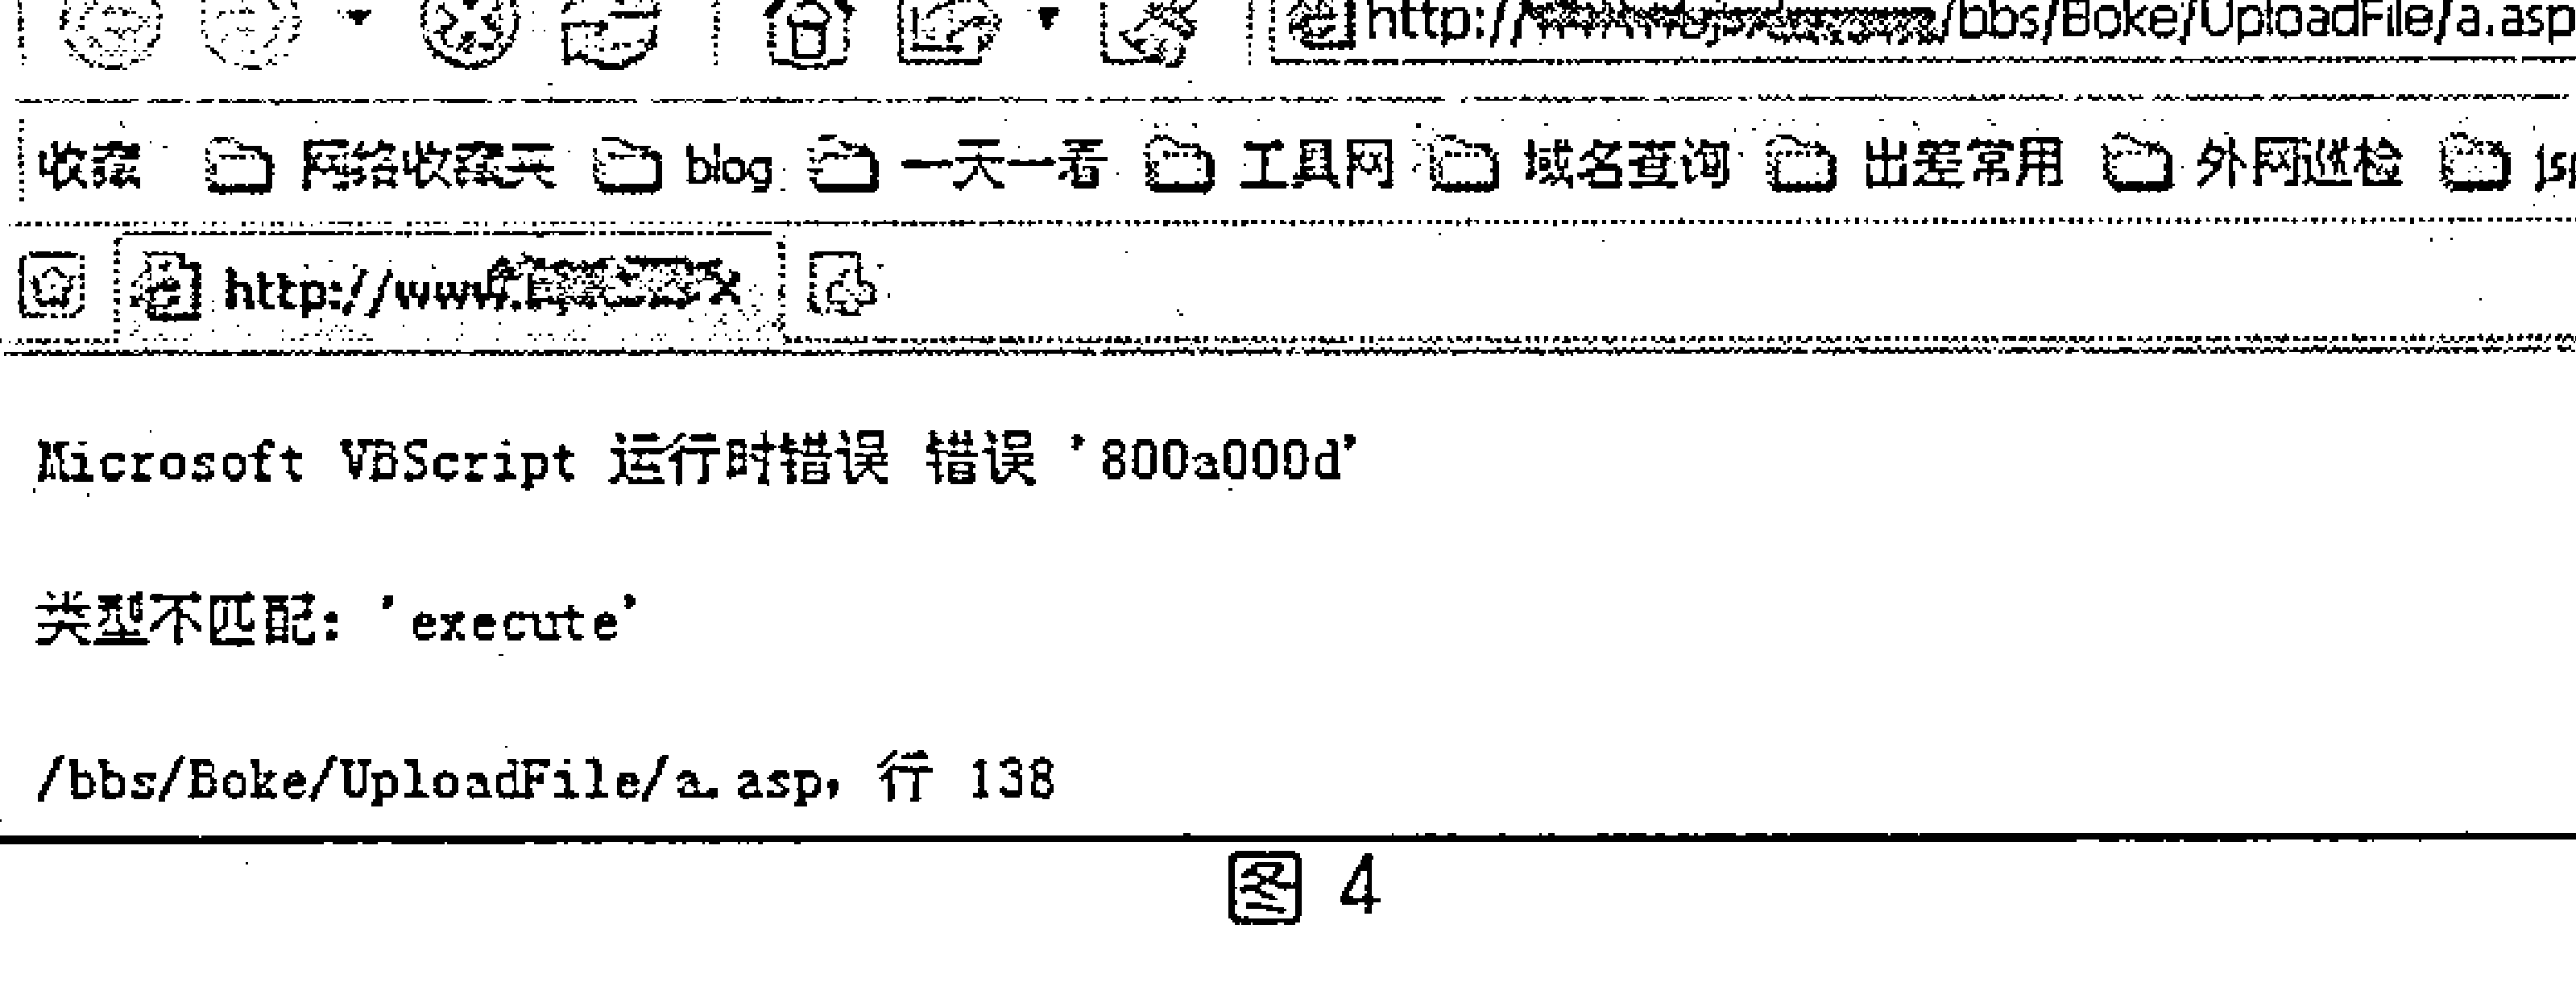 http:// /bbs/Boke/UploadFile/a.asp
收藏 网络收藏夹 blog 一天一看 工具网 域名查询 出差常用 外网巡检 jsp
http://www.
Microsoft VBScript 运行时错误 错误 '800a000d'
类型不匹配: 'execute'
/bbs/Boke/UploadFile/a.asp, 行 138
图 4